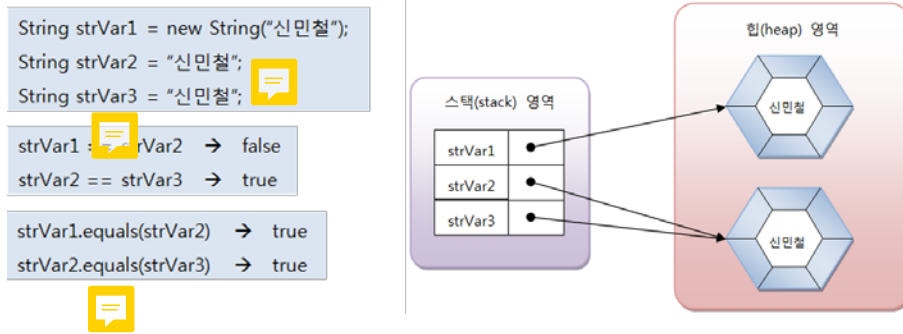 String strVar1 = new String("신민철");
String strVar2 = "신민철";
String strVar3 = "신민철";
strVar1 == strVar2 → false
strVar2 == strVar3 → true
strVar1.equals(strVar2) → true
strVar2.equals(strVar3) → true
스택(stack) 영역
strVar1
strVar2
strVar3
힙(heap) 영역
신민철
신민철